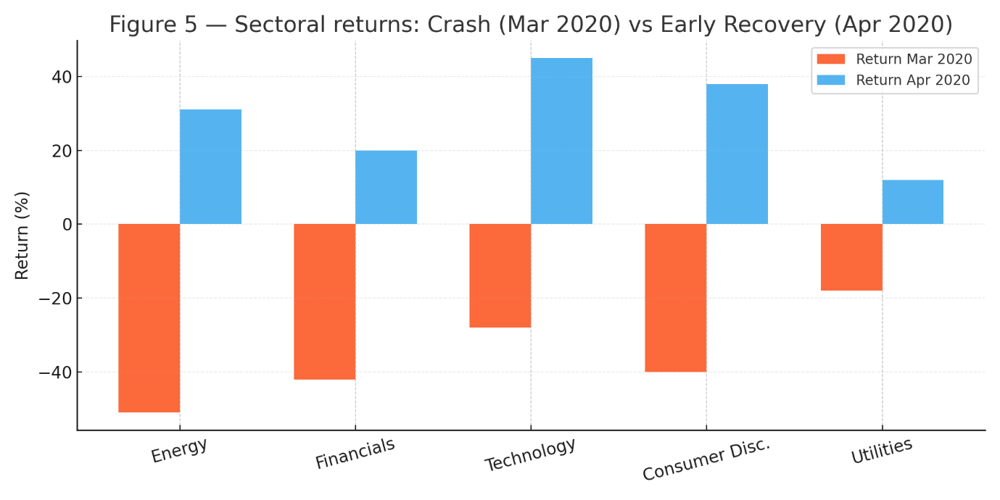 Figure 5 — Sectoral returns: Crash (Mar 2020) vs Early Recovery (Apr 2020)
Return Mar 2020
Return Apr 2020
Return (%)
40
20
0
−20
−40
Energy
Financials
Technology
Consumer Disc.
Utilities